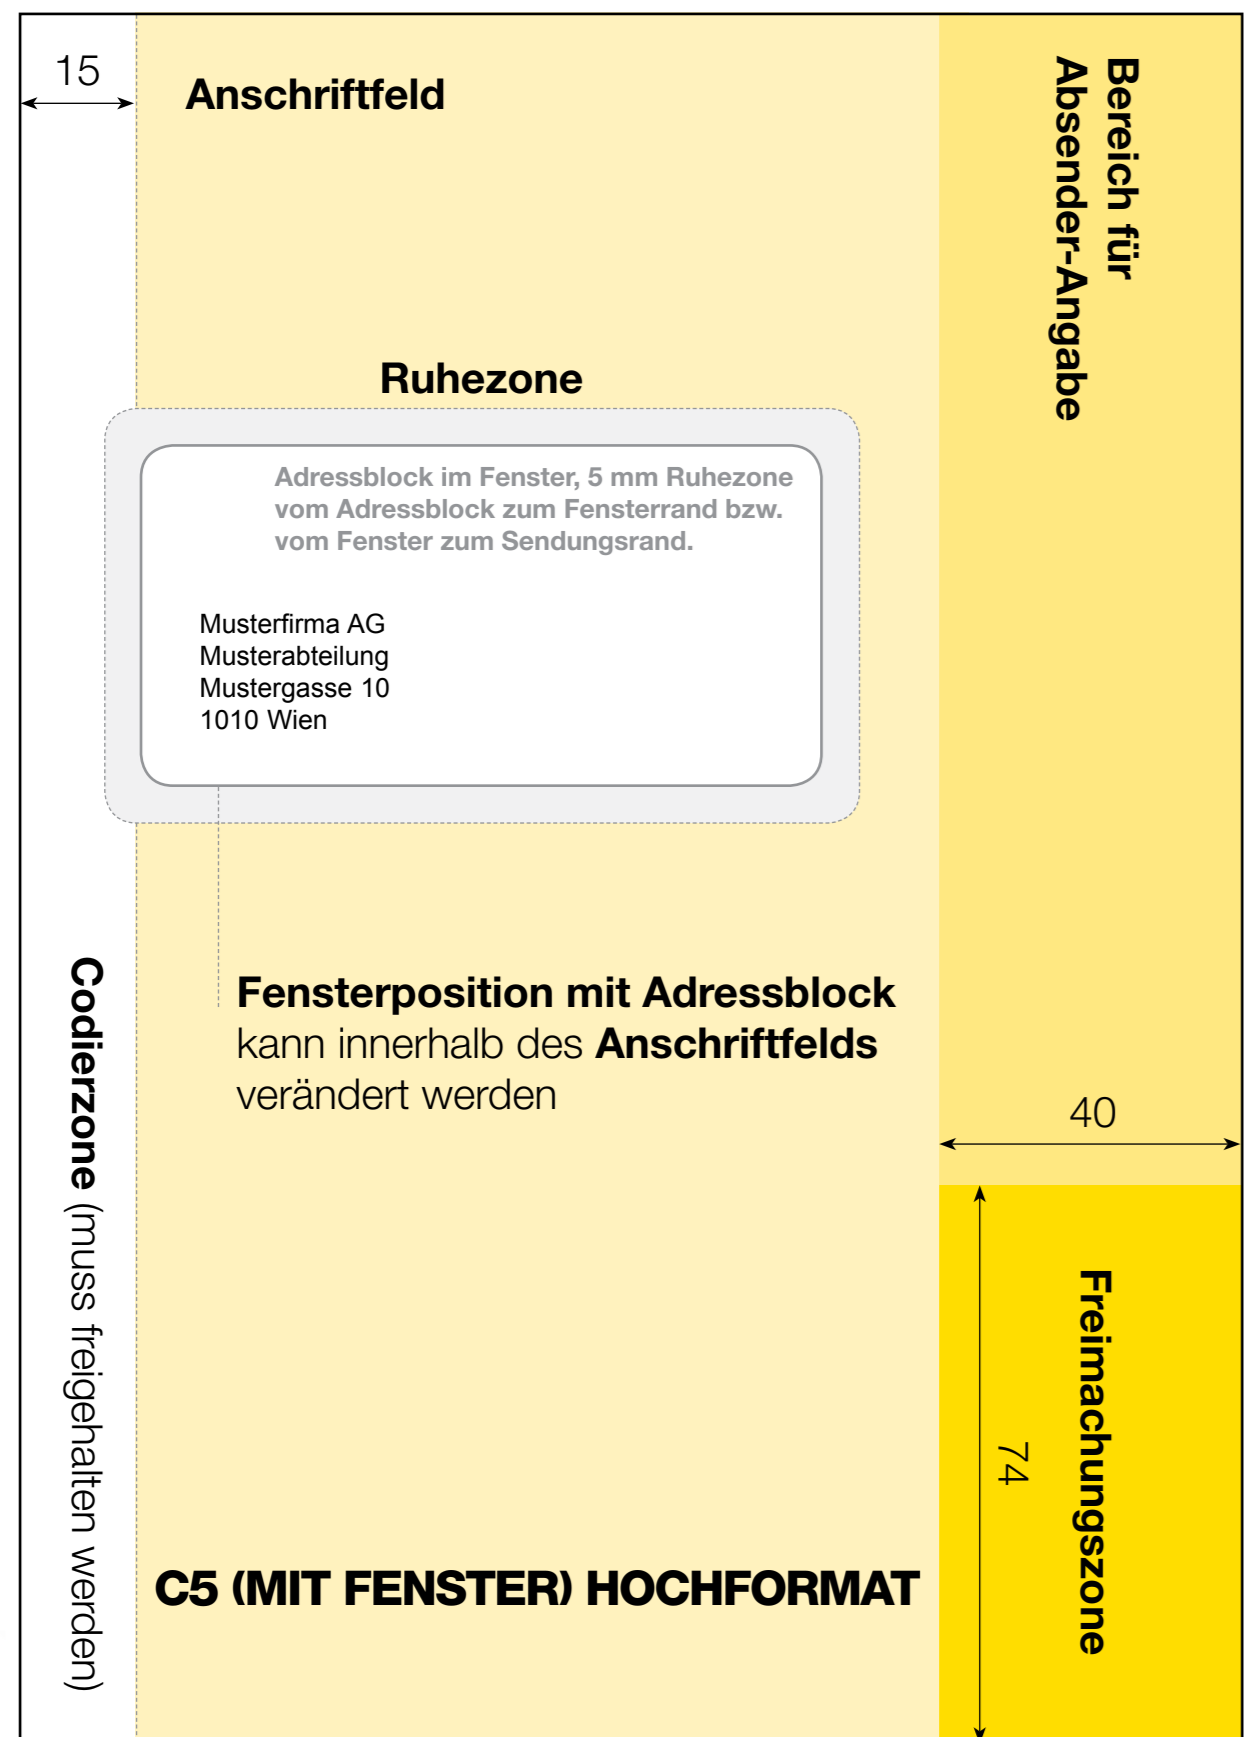 15
Anschriftfeld
Bereich für
Absender-Angabe
Ruhezone
Adressblock im Fenster, 5 mm Ruhezone
vom Adressblock zum Fensterrand bzw.
vom Fenster zum Sendungsrand.
Musterfirma AG
Musterabteilung
Mustergasse 10
1010 Wien
Codierzone (muss freigehalten werden)
Fensterposition mit Adressblock
kann innerhalb des Anschriftfelds
verändert werden
40
74
Freimachungszone
C5 (MIT FENSTER) HOCHFORMAT